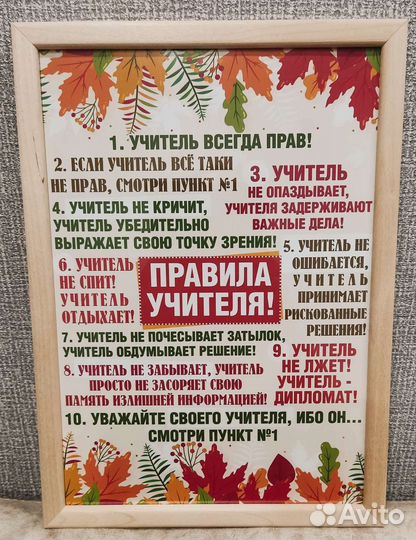 1. УЧИТЕЛЬ ВСЕГДА ПРАВ!
2. ЕСЛИ УЧИТЕЛЬ ВСЁ ТАКИ
НЕ ПРАВ, СМОТРИ ПУНКТ №1
3. УЧИТЕЛЬ
НЕ ОПАЗДЫВАЕТ,
УЧИТЕЛЯ ЗАДЕРЖИВАЮТ
ВАЖНЫЕ ДЕЛА!
4. УЧИТЕЛЬ НЕ КРИЧИТ,
УЧИТЕЛЬ УБЕДИТЕЛЬНО
ВЫРАЖАЕТ СВОЮ ТОЧКУ ЗРЕНИЯ!
5. УЧИТЕЛЬ НЕ
ОШИБАЕТСЯ,
УЧИТЕЛЬ
ПРИНИМАЕТ
РИСКОВАННЫЕ
РЕШЕНИЯ!
6. УЧИТЕЛЬ
НЕ СПИТ!
УЧИТЕЛЬ
ОТДЫХАЕТ!
ПРАВИЛА
УЧИТЕЛЯ!
7. УЧИТЕЛЬ НЕ ПОЧЕСЫВАЕТ ЗАТЫЛОК,
УЧИТЕЛЬ ОБДУМЫВАЕТ РЕШЕНИЕ!
8. УЧИТЕЛЬ НЕ ЗАБЫВАЕТ, УЧИТЕЛЬ
ПРОСТО НЕ ЗАСОРЯЕТ СВОЮ
ПАМЯТЬ ИЗЛИШНЕЙ ИНФОРМАЦИЕЙ!
9. УЧИТЕЛЬ
НЕ ЛЖЕТ!
УЧИТЕЛЬ -
ДИПЛОМАТ!
10. УВАЖАЙТЕ СВОЕГО УЧИТЕЛЯ, ИБО ОН...
СМОТРИ ПУНКТ №1
Avito